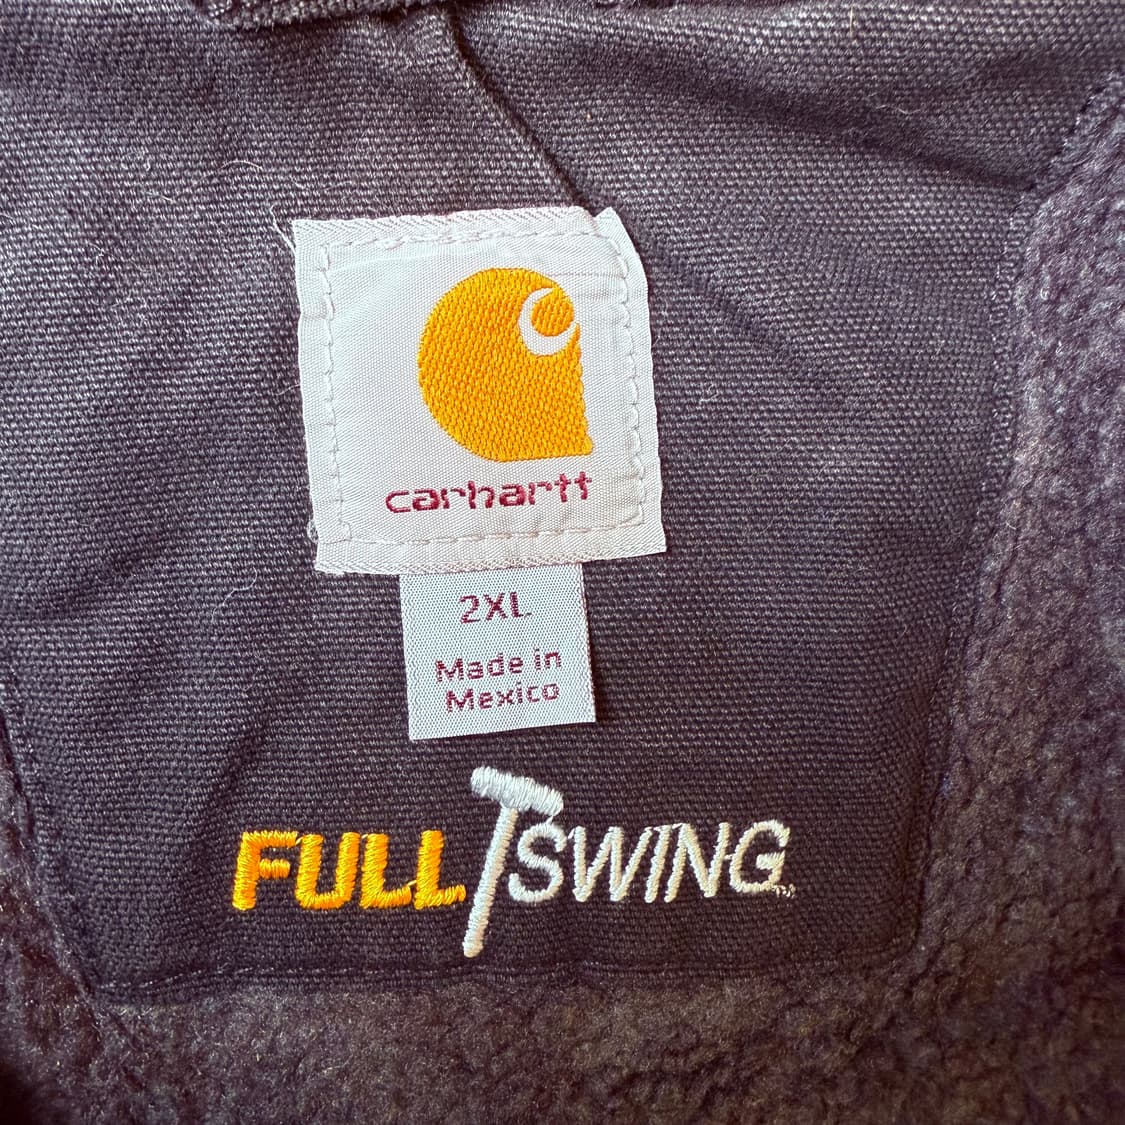 carhartt
2XL
Made in
Mexico
FULL SWING